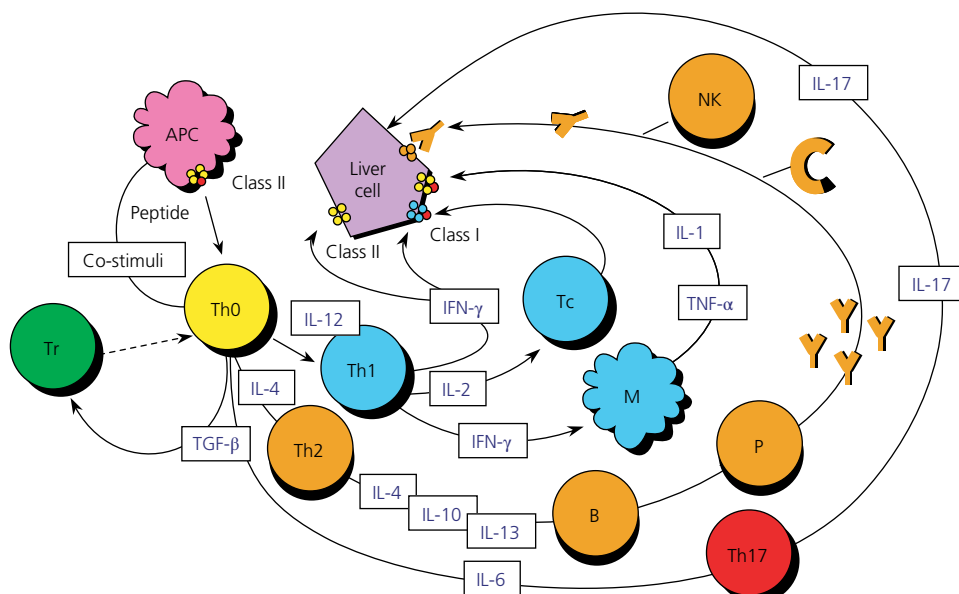 IL-17
NK
APC
Class II
Liver
cell
Peptide
Class I
IL-1
Class II
Co-stimuli
IL-17
Th0
IFN-γ
Tc
TNF-α
IL-12
Tr
Th1
IL-4
IL-2
M
TGF-β
Th2
IFN-γ
P
IL-4
IL-10
B
IL-13
Th17
IL-6